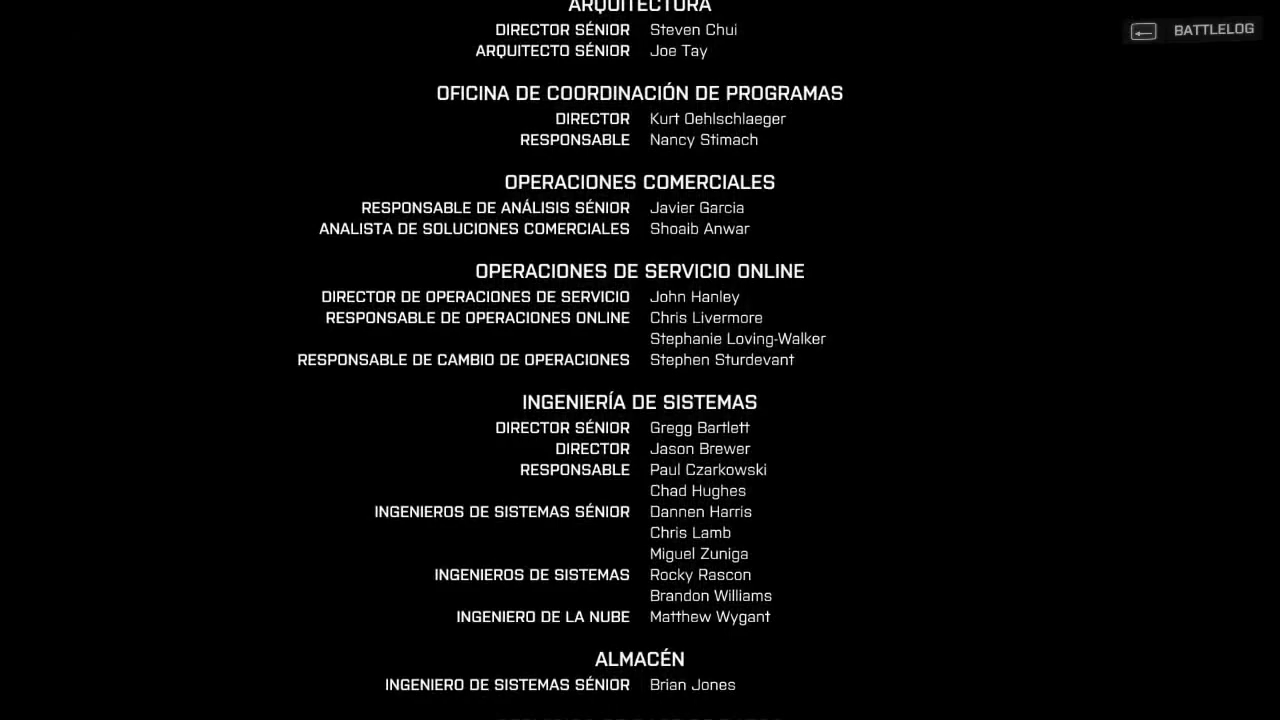 ARQUITECTURA
DIRECTOR SÉNIOR Steven Chui
ARQUITECTO SÉNIOR Joe Tay
BATTLELOG
OFICINA DE COORDINACIÓN DE PROGRAMAS
DIRECTOR Kurt Oehlschlaeger
RESPONSABLE Nancy Stimach
OPERACIONES COMERCIALES
RESPONSABLE DE ANÁLISIS SÉNIOR Javier Garcia
ANALISTA DE SOLUCIONES COMERCIALES Shoaib Anwar
OPERACIONES DE SERVICIO ONLINE
DIRECTOR DE OPERACIONES DE SERVICIO John Hanley
RESPONSABLE DE OPERACIONES ONLINE Chris Livermore
Stephanie Loving-Walker
RESPONSABLE DE CAMBIO DE OPERACIONES Stephen Sturdevant
INGENIERÍA DE SISTEMAS
DIRECTOR SÉNIOR Gregg Bartlett
DIRECTOR Jason Brewer
RESPONSABLE Paul Czarkowski
Chad Hughes
INGENIEROS DE SISTEMAS SÉNIOR Dannen Harris
Chris Lamb
Miguel Zuniga
INGENIEROS DE SISTEMAS Rocky Rascon
Brandon Williams
INGENIERO DE LA NUBE Matthew Wygant
ALMACÉN
INGENIERO DE SISTEMAS SÉNIOR Brian Jones